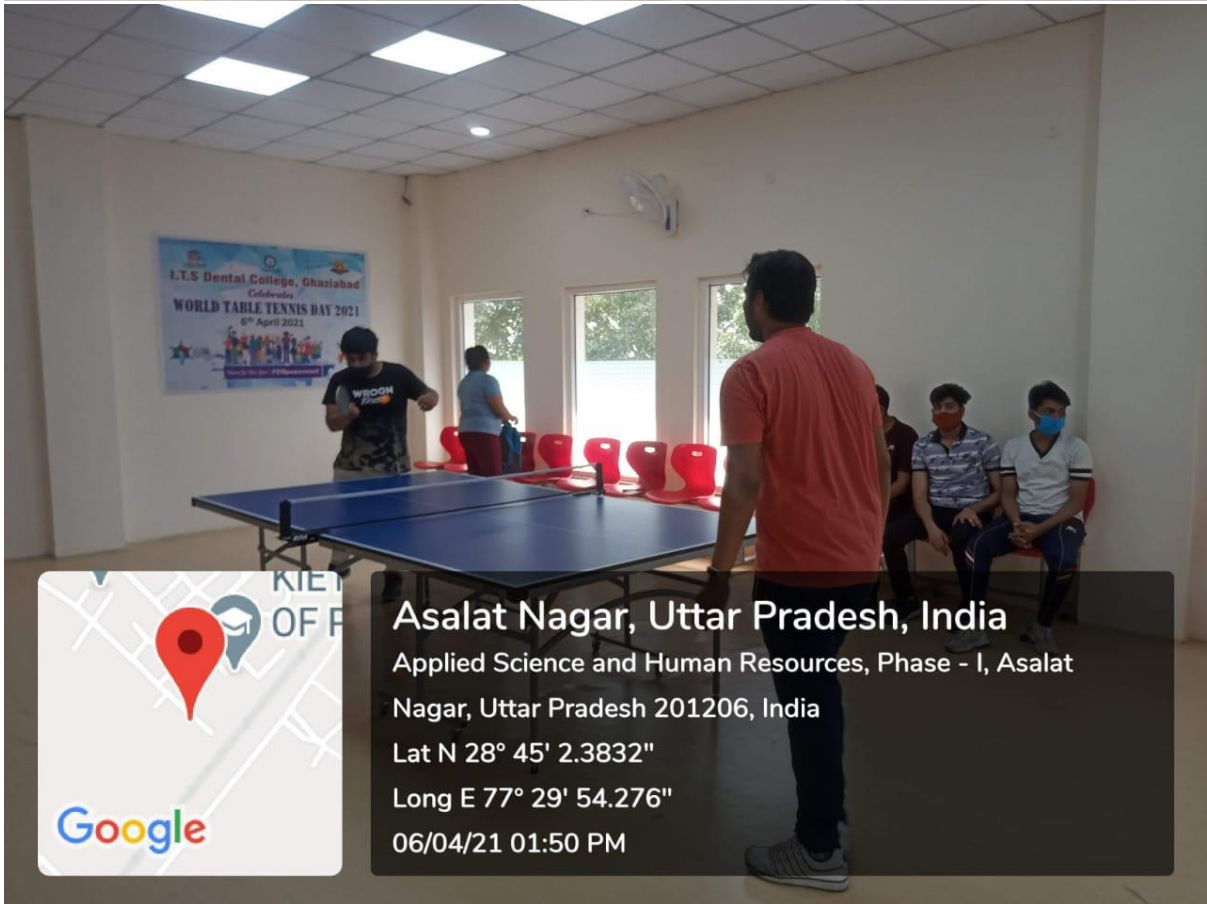 I.T.S Dental College, Ghaziabad
Celebrates
WORLD TABLE TENNIS DAY 2021
6th April 2021
WROGN
KIET
OF P
Asalat Nagar, Uttar Pradesh, India
Applied Science and Human Resources, Phase - I, Asalat
Nagar, Uttar Pradesh 201206, India
Lat N 28° 45' 2.3832"
Long E 77° 29' 54.276"
06/04/21 01:50 PM
Google